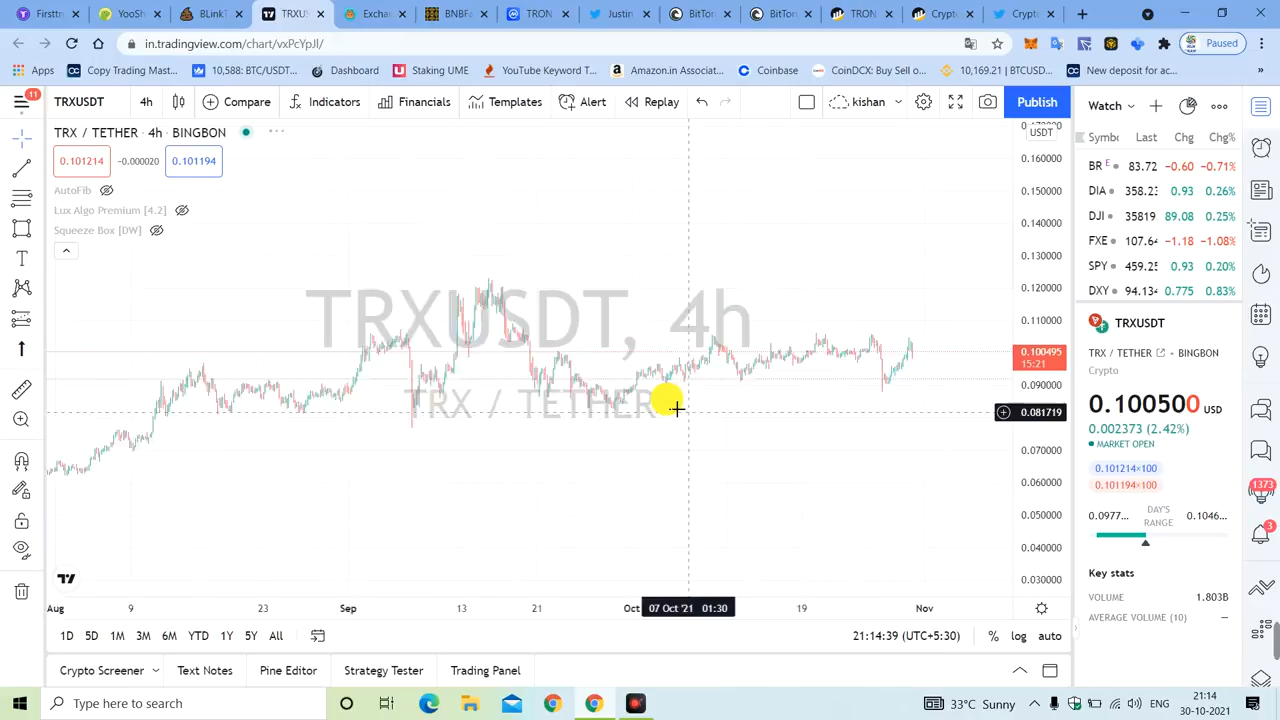 in.tradingview.com/chart/vxPCYpJI/
Paused
Apps
Copy Trading Mast...
10,588: BTC/USDT...
Dashboard
Staking UME
YouTube Keyword T...
Amazon.in Associat...
Coinbase
CoinDCX: Buy Sell o...
10,169.21 | BTCUSD...
New deposit for as...
11
TRXUSDT
4h
Compare
Indicators
Financials
Templates
Alert
Replay
kishan
Publish
TRX / TETHER · 4h · BINGBON
0.101214
−0.000020
0.101194
AutoFib
Lux Algo Premium [4.2]
Squeeze Box [DW]
TRXUSDT, 4h
TRX / TETHER
USDT
0.160000
0.150000
0.140000
0.130000
0.120000
0.110000
0.100495
15:21
0.090000
0.081719
0.070000
0.060000
0.050000
0.040000
0.030000
Aug
9
23
Sep
13
21
Oct
07 Oct '21 01:30
19
Nov
1D
5D
1M
3M
6M
YTD
1Y
5Y
All
21:14:39 (UTC+5:30)
%
log
auto
Crypto Screener
Text Notes
Pine Editor
Strategy Tester
Trading Panel
Watch
Symbo
Last
Chg
Chg%
BR E 83.72 −0.60 −0.71%
DIA 358.23 0.93 0.26%
DJI 35819 89.08 0.25%
FXE 107.64 −1.18 −1.08%
SPY 459.25 0.93 0.20%
DXY 94.134 0.775 0.83%
TRXUSDT
TRX / TETHER · BINGBON
Crypto
0.100500 USD
0.002373 (2.42%)
MARKET OPEN
0.101214×100
0.101194×100
0.0977...
DAY'S
RANGE
0.1046...
Key stats
VOLUME 1.803B
AVERAGE VOLUME (10) —
1373
3
Type here to search
33°C Sunny
ENG
21:14
30-10-2021